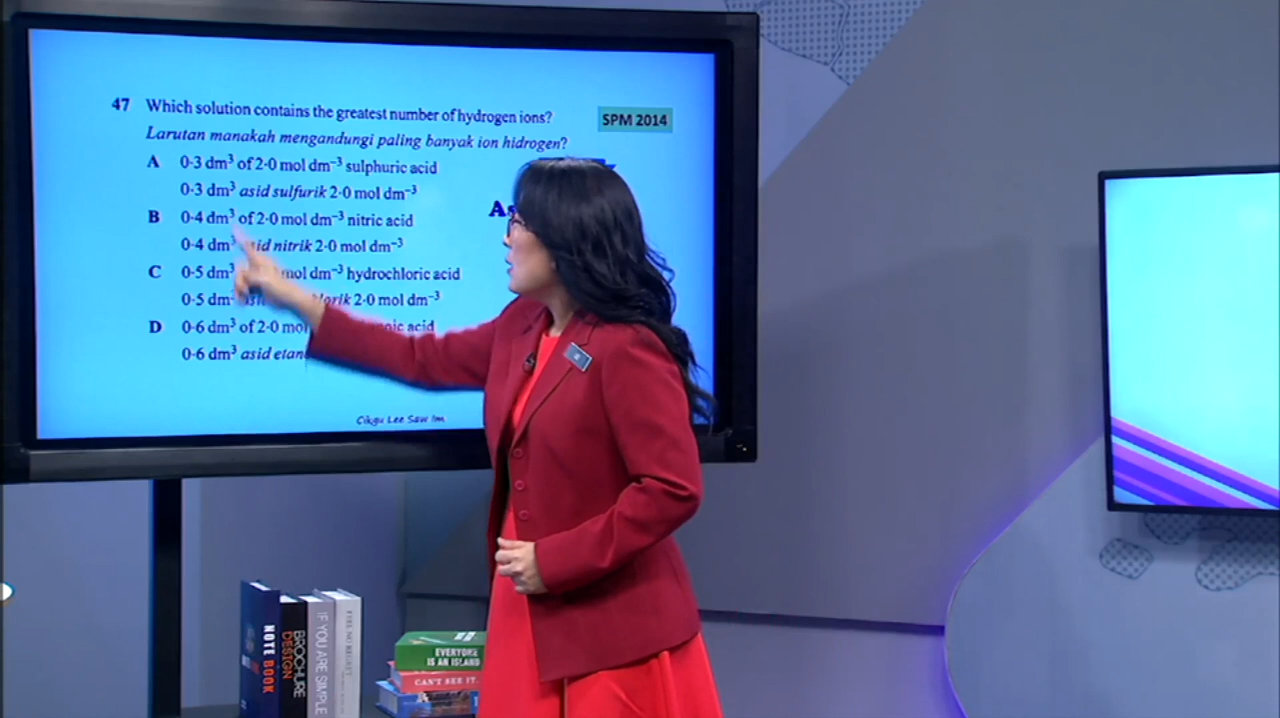 47 Which solution contains the greatest number of hydrogen ions?
SPM 2014
Larutan manakah mengandungi paling banyak ion hidrogen?
A 0·3 dm³ of 2·0 mol dm⁻³ sulphuric acid
0·3 dm³ asid sulfurik 2·0 mol dm⁻³
B 0·4 dm³ of 2·0 mol dm⁻³ nitric acid
0·4 dm³ nitrik 2·0 mol dm⁻³
C 0·5 dm³ mol dm⁻³ hydrochloric acid
0·5 dm 2·0 mol dm⁻³
D 0·6 dm³ of 2·0 mol acid
0·6 dm³ asid
Cikgu Lee Saw Im
NOTE BOOK
BROCHURE DESIGN
IF YOU ARE SIMPLE
EVERYONE
IS AN ISLAND
CAN'T SEE IT.